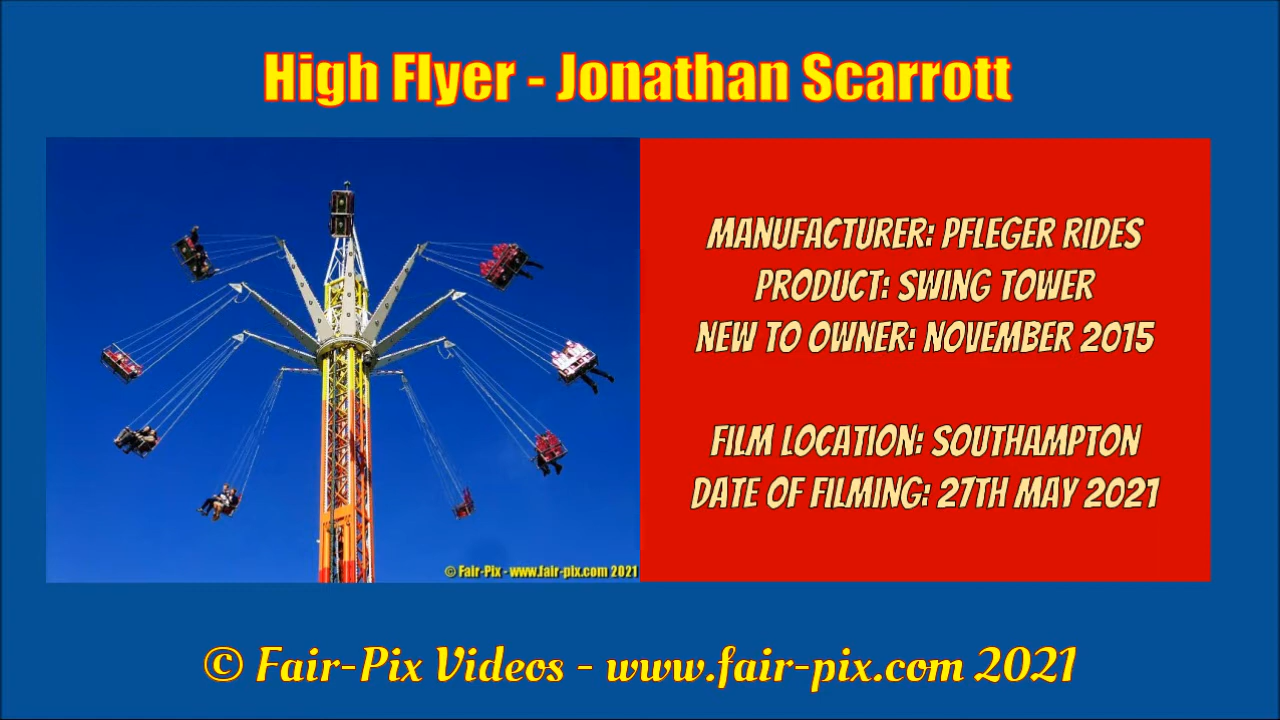 High Flyer - Jonathan Scarrott
MANUFACTURER: PFLEGER RIDES
PRODUCT: SWING TOWER
NEW TO OWNER: NOVEMBER 2015
FILM LOCATION: SOUTHAMPTON
DATE OF FILMING: 27TH MAY 2021
© Fair-Pix - www.fair-pix.com 2021
© Fair-Pix Videos - www.fair-pix.com 2021